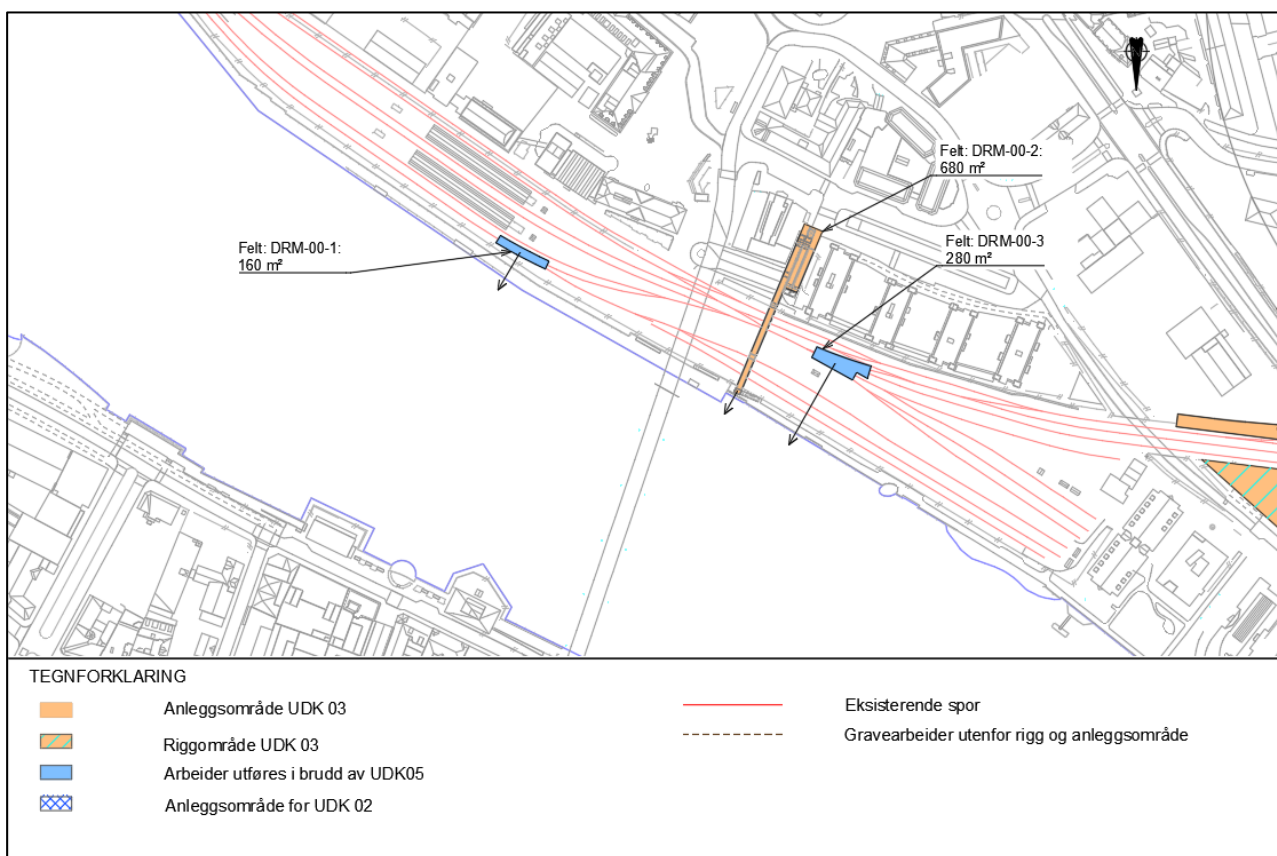 Felt: DRM-00-2:
680 m²
Felt: DRM-00-1:
160 m²
Felt: DRM-00-3
280 m²
TEGNFORKLARING
Anleggsområde UDK 03
Riggområde UDK 03
Arbeider utføres i brudd av UDK05
Anleggsområde for UDK 02
Eksisterende spor
Gravearbeider utenfor rigg og anleggsområde